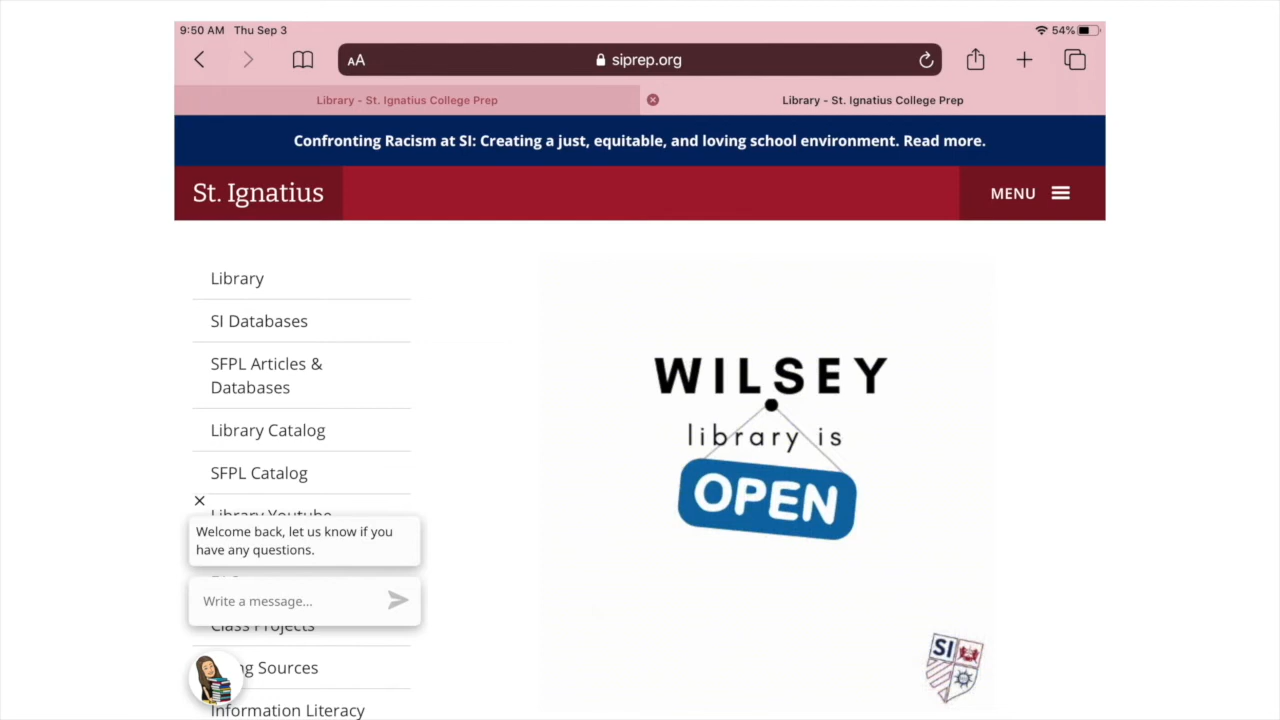 9:50 AM Thu Sep 3
54%
AA siprep.org
Library - St. Ignatius College Prep
Library - St. Ignatius College Prep
Confronting Racism at SI: Creating a just, equitable, and loving school environment. Read more.
St. Ignatius
MENU
Library
SI Databases
SFPL Articles &
Databases
Library Catalog
SFPL Catalog
Library Youtube
Welcome back, let us know if you
have any questions.
Write a message...
Class Projects
Sources
Information Literacy
WILSEY
library is
OPEN
SI